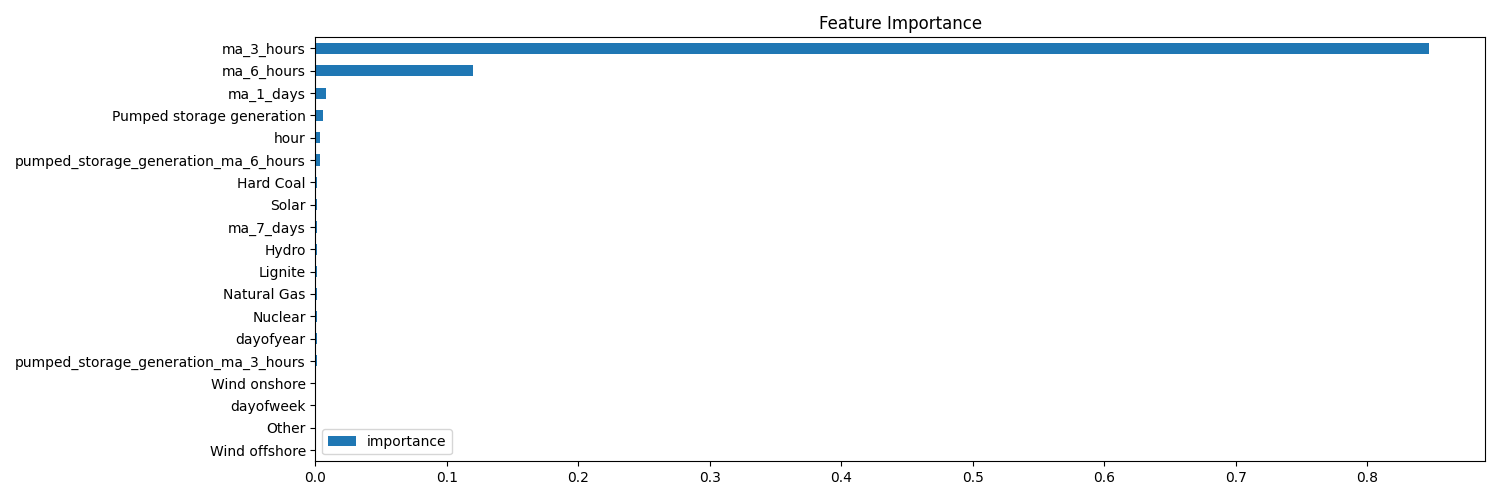 Feature Importance
ma_3_hours
ma_6_hours
ma_1_days
Pumped storage generation
hour
pumped_storage_generation_ma_6_hours
Hard Coal
Solar
ma_7_days
Hydro
Lignite
Natural Gas
Nuclear
dayofyear
pumped_storage_generation_ma_3_hours
Wind onshore
dayofweek
Other
Wind offshore
importance
0.0 0.1 0.2 0.3 0.4 0.5 0.6 0.7 0.8